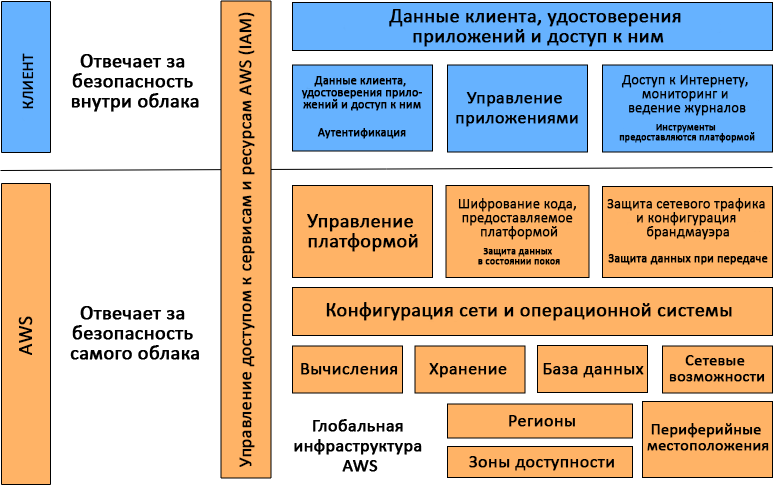 КЛИЕНТ
Отвечает за
безопасность
внутри облака
Управление доступом к сервисам и ресурсам AWS (IAM)
Данные клиента, удостоверения
приложений и доступ к ним
Данные клиента,
удостоверения прило-
жений и доступ к ним
Аутентификация
Управление
приложениями
Доступ к Интернету,
мониторинг и
ведение журналов
Инструменты
предоставляются платформой
AWS
Отвечает за
безопасность
самого облака
Управление
платформой
Шифрование кода,
предоставляемое
платформой
Защита данных
в состоянии покоя
Защита сетевого трафика
и конфигурация
брандмауэра
Защита данных при передаче
Конфигурация сети и операционной системы
Вычисления
Хранение
База данных
Сетевые
возможности
Глобальная
инфраструктура
AWS
Регионы
Зоны доступности
Периферийные
местоположения